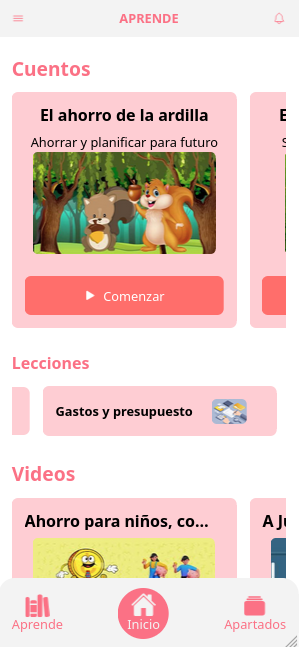 APRENDE
Cuentos
El ahorro de la ardilla
Ahorrar y planificar para futuro
Comenzar
Lecciones
Gastos y presupuesto
Videos
Ahorro para niños, co...
Aprende
Inicio
Apartados